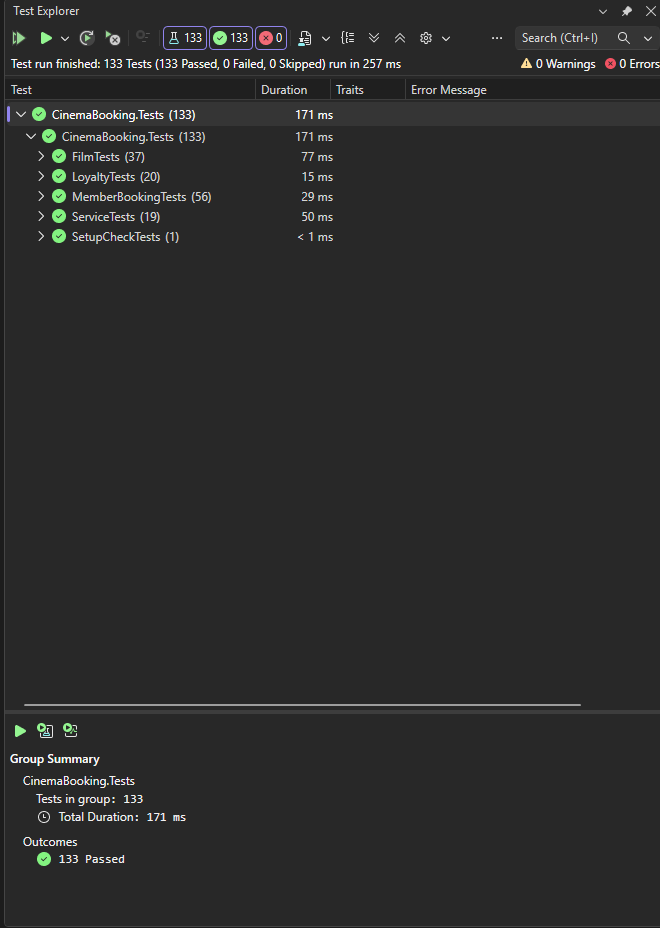 Test Explorer
133 133 0 Search (Ctrl+I)
Test run finished: 133 Tests (133 Passed, 0 Failed, 0 Skipped) run in 257 ms 0 Warnings 0 Errors
Test Duration Traits Error Message
CinemaBooking.Tests (133) 171 ms
CinemaBooking.Tests (133) 171 ms
FilmTests (37) 77 ms
LoyaltyTests (20) 15 ms
MemberBookingTests (56) 29 ms
ServiceTests (19) 50 ms
SetupCheckTests (1) < 1 ms
Group Summary
CinemaBooking.Tests
Tests in group: 133
Total Duration: 171 ms
Outcomes
133 Passed